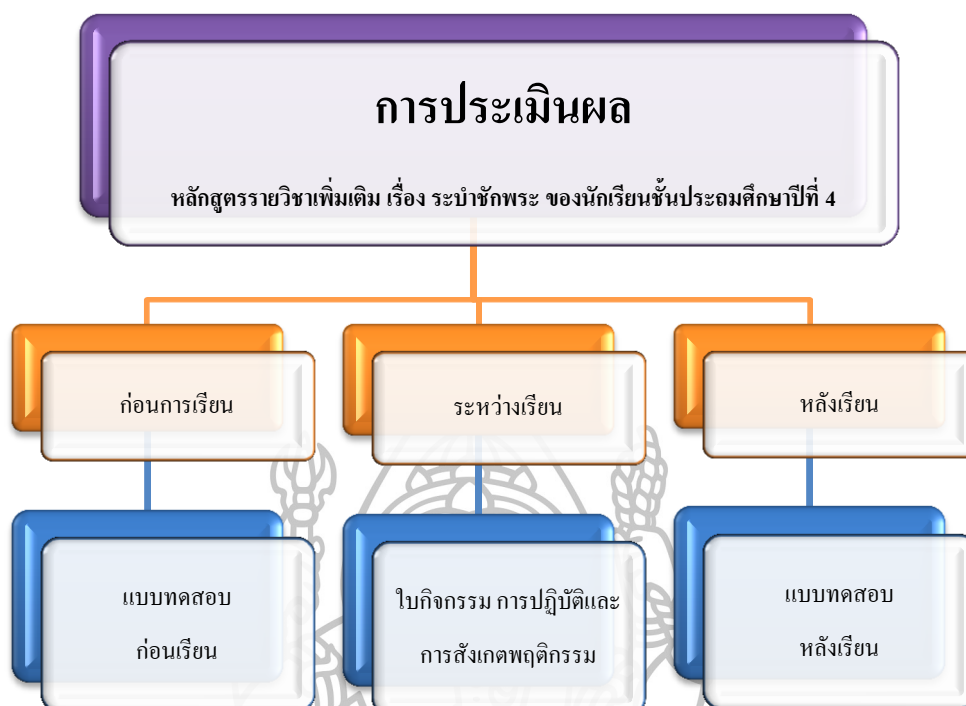 การประเมินผล
หลักสูตรรายวิชาเพิ่มเติม เรื่อง ระบำชักพระ ของนักเรียนชั้นประถมศึกษาปีที่ 4
ก่อนการเรียน
ระหว่างเรียน
หลังเรียน
แบบทดสอบ
ก่อนเรียน
ใบกิจกรรม การปฏิบัติและ
การสังเกตพฤติกรรม
แบบทดสอบ
หลังเรียน